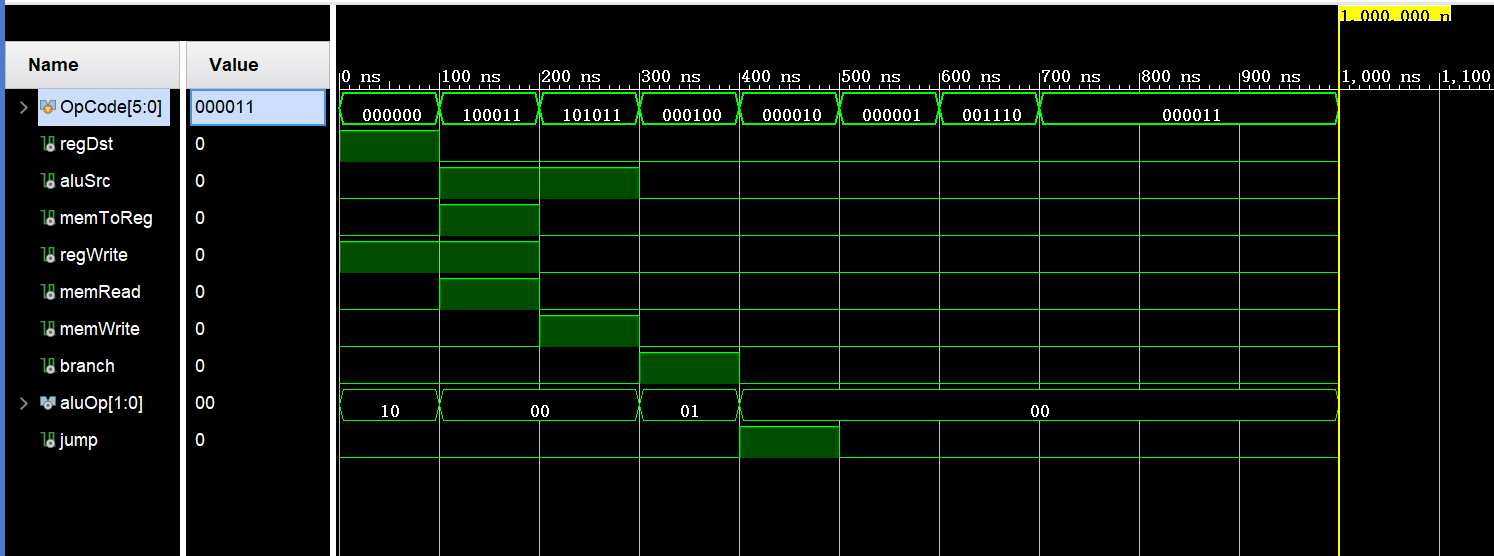 1,000.000 n
Name Value
0 ns 100 ns 200 ns 300 ns 400 ns 500 ns 600 ns 700 ns 800 ns 900 ns 1,000 ns 1,100
OpCode[5:0] 000011 000000 100011 101011 000100 000010 000001 001110 000011
regDst 0
aluSrc 0
memToReg 0
regWrite 0
memRead 0
memWrite 0
branch 0
aluOp[1:0] 00 10 00 01 00
jump 0